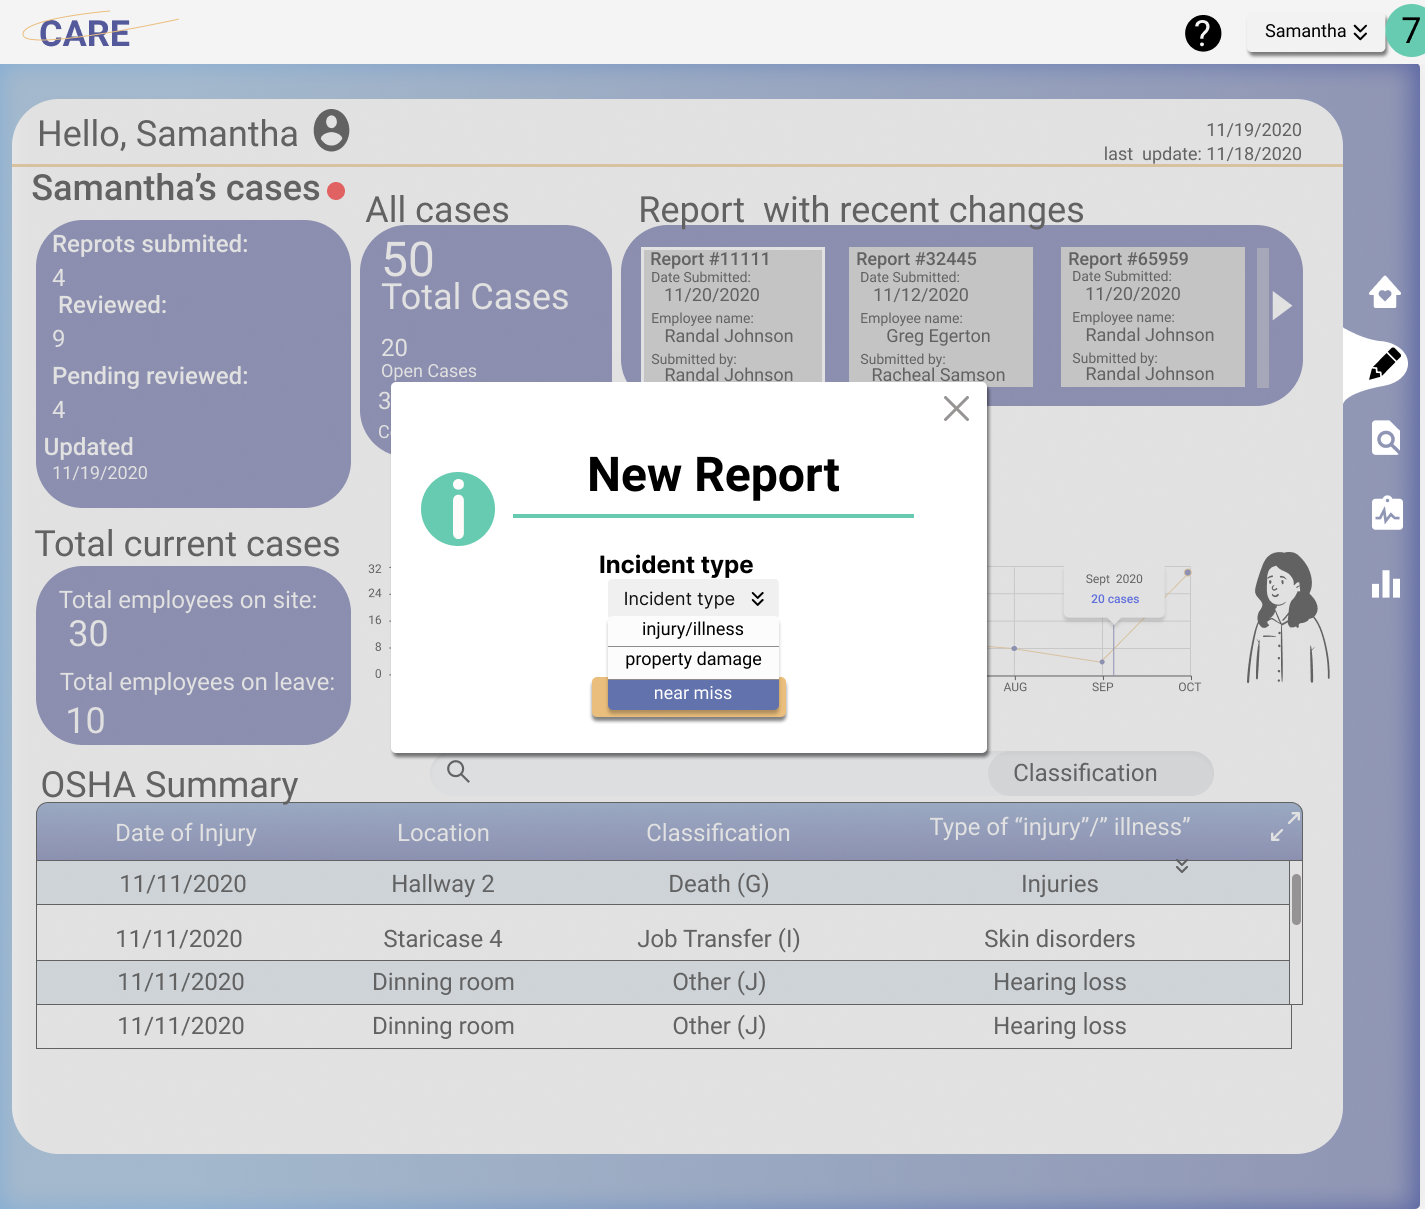 CARE
?
Samantha
7
Hello, Samantha
11/19/2020
last update: 11/18/2020
Samantha's cases
Reprots submited:
4
Reviewed:
9
Pending reviewed:
4
Updated
11/19/2020
All cases
50
Total Cases
20
Open Cases
3
C
Report with recent changes
Report #11111
Date Submitted:
11/20/2020
Employee name:
Randal Johnson
Submitted by:
Randal Johnson
Report #32445
Date Submitted:
11/12/2020
Employee name:
Greg Egerton
Submitted by:
Racheal Samson
Report #65959
Date Submitted:
11/20/2020
Employee name:
Randal Johnson
Submitted by:
Randal Johnson
New Report
Incident type
Incident type
injury/illness
property damage
near miss
Total current cases
Total employees on site:
30
Total employees on leave:
10
32
24
16
8
0
Sept 2020
20 cases
AUG
SEP
OCT
OSHA Summary
Classification
Date of Injury
Location
Classification
Type of “injury”/” illness”
11/11/2020
Hallway 2
Death (G)
Injuries
11/11/2020
Staricase 4
Job Transfer (I)
Skin disorders
11/11/2020
Dinning room
Other (J)
Hearing loss
11/11/2020
Dinning room
Other (J)
Hearing loss